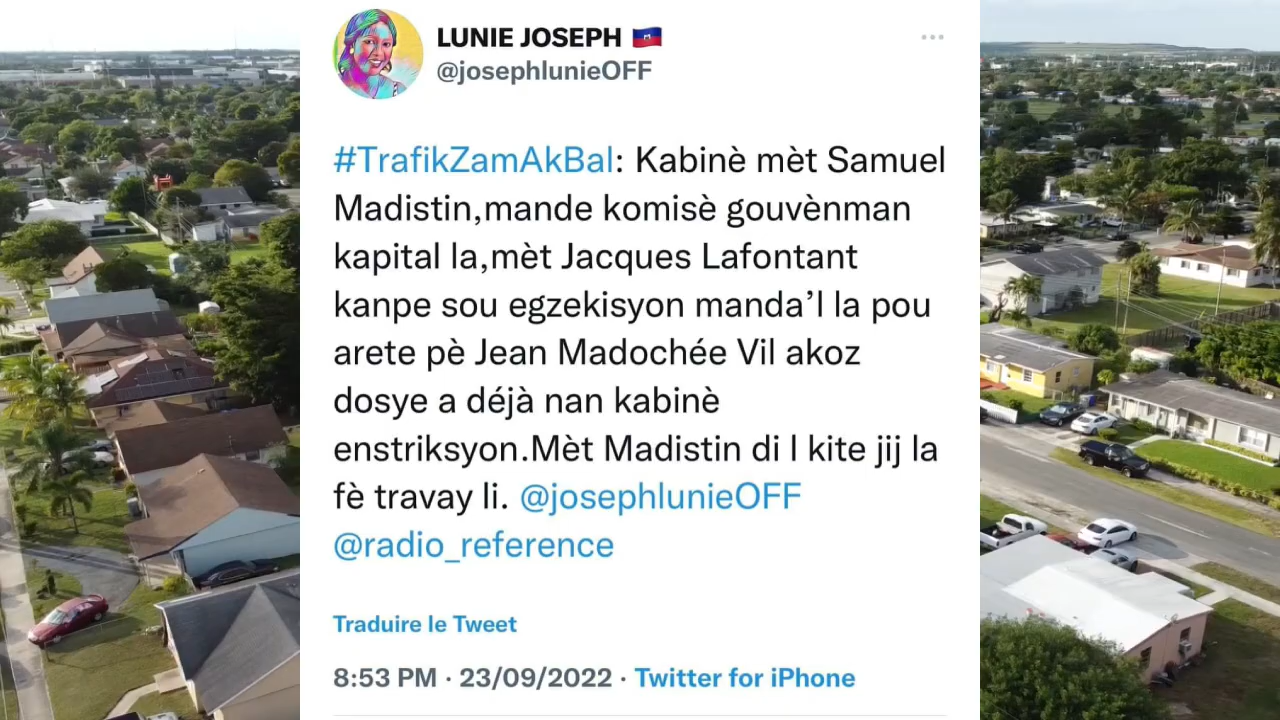 LUNIE JOSEPH
@josephlunieOFF
#TrafikZamAkBal: Kabinè mèt Samuel
Madistin,mande komisè gouvènman
kapital la,mèt Jacques Lafontant
kanpe sou egzekisyon manda’l la pou
arete pè Jean Madochée Vil akoz
dosye a déjà nan kabinè
enstriksyon.Mèt Madistin di l kite jij la
fè travay li. @josephlunieOFF
@radio_reference
Traduire le Tweet
8:53 PM · 23/09/2022 · Twitter for iPhone